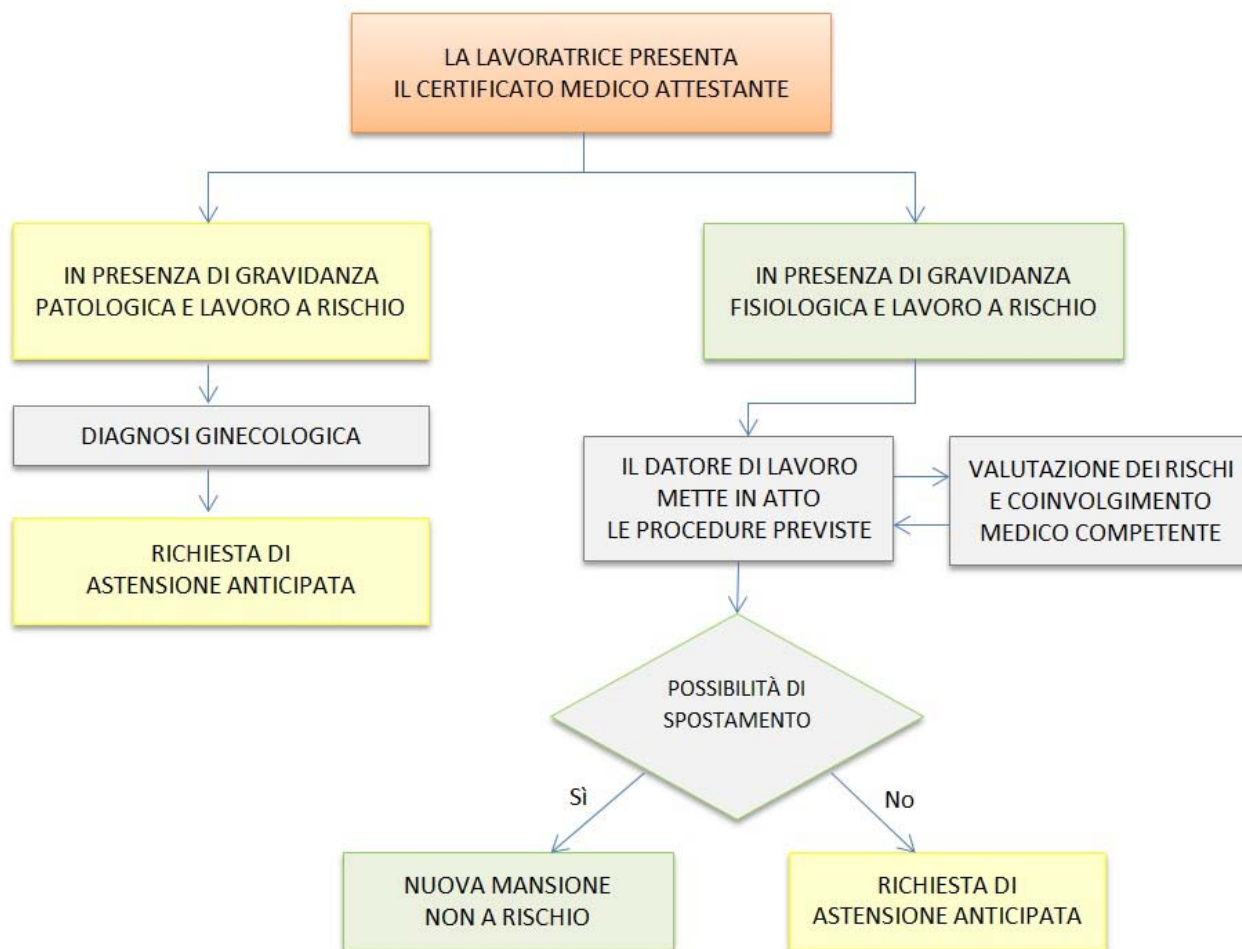 LA LAVORATRICE PRESENTA
IL CERTIFICATO MEDICO ATTESTANTE
IN PRESENZA DI GRAVIDANZA
PATOLOGICA E LAVORO A RISCHIO
IN PRESENZA DI GRAVIDANZA
FISIOLOGICA E LAVORO A RISCHIO
DIAGNOSI GINECOLOGICA
RICHIESTA DI
ASTENSIONE ANTICIPATA
IL DATORE DI LAVORO
METTE IN ATTO
LE PROCEDURE PREVISTE
VALUTAZIONE DEI RISCHI
E COINVOLGIMENTO
MEDICO COMPETENTE
POSSIBILITÀ DI
SPOSTAMENTO
Sì
No
NUOVA MANSIONE
NON A RISCHIO
RICHIESTA DI
ASTENSIONE ANTICIPATA